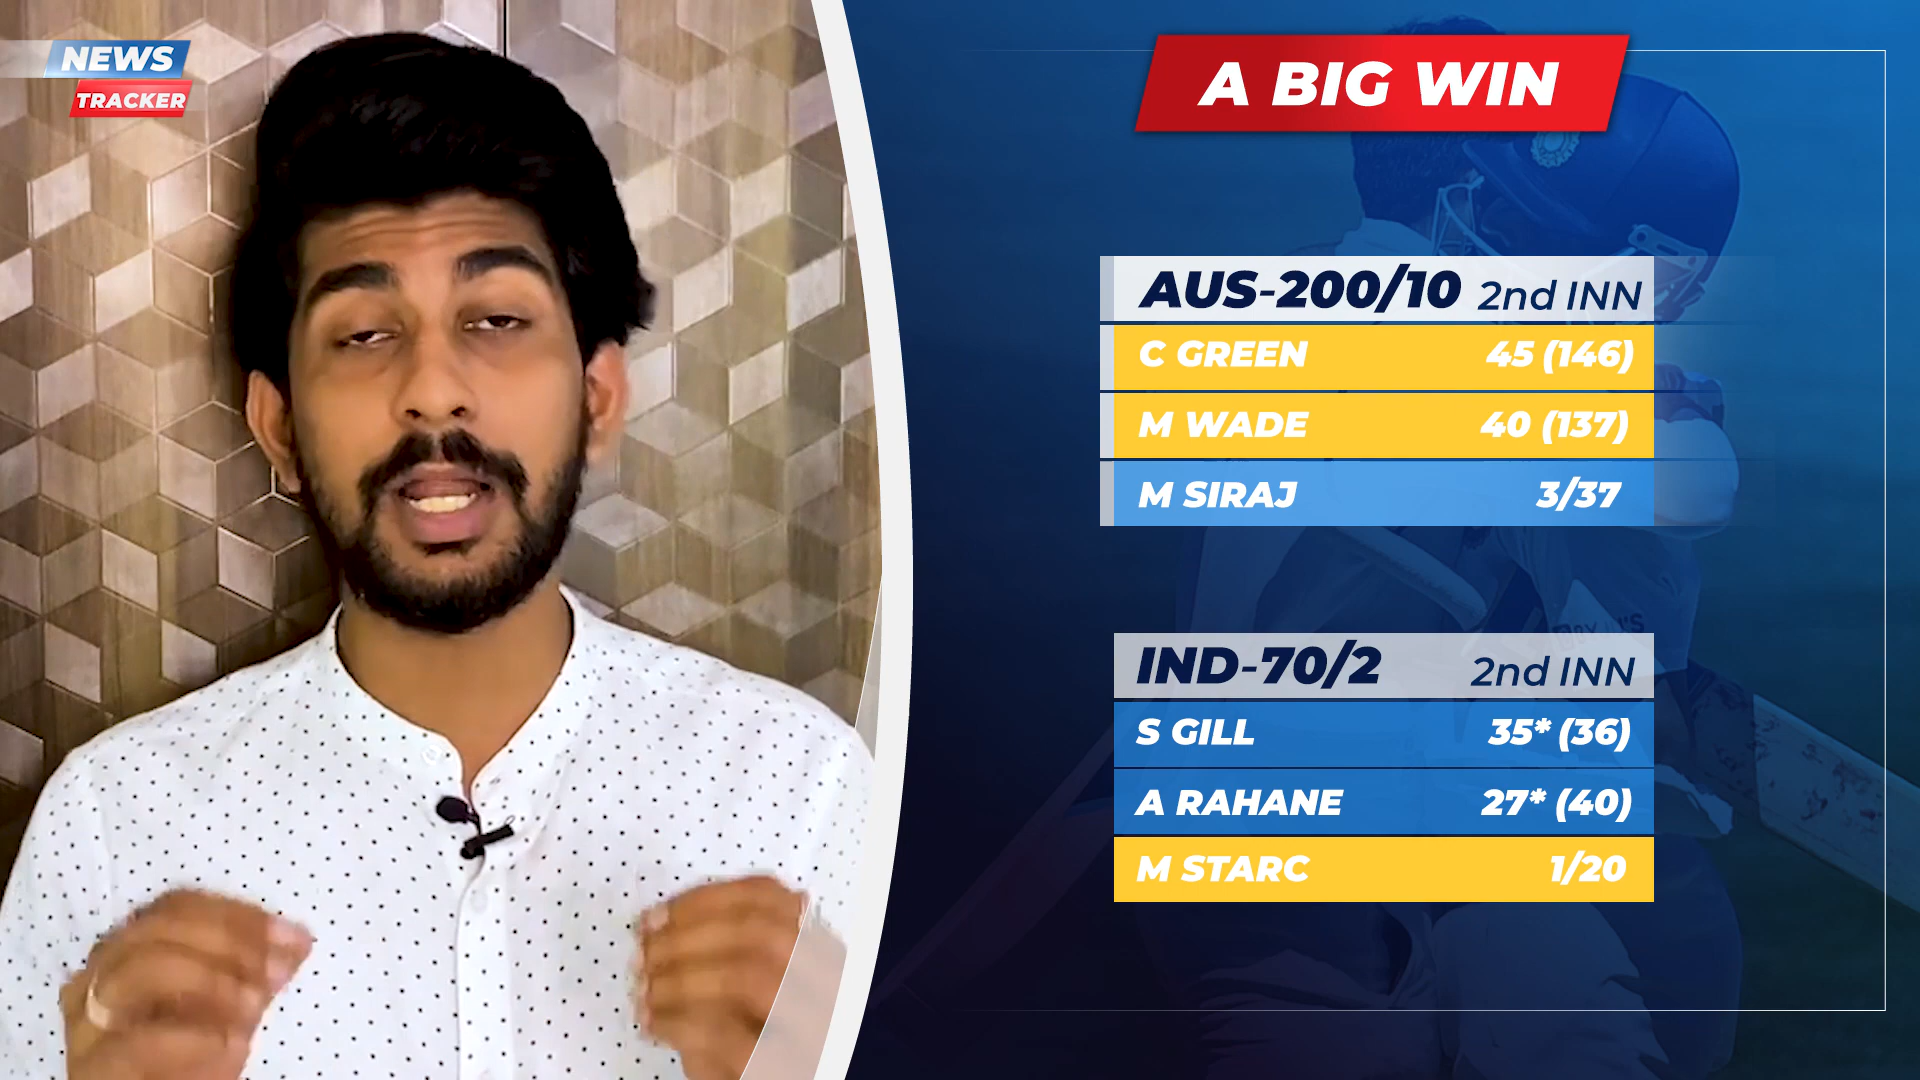 NEWS
TRACKER
A BIG WIN
AUS-200/10 2nd INN
C GREEN 45 (146)
M WADE 40 (137)
M SIRAJ 3/37
IND-70/2 2nd INN
S GILL 35* (36)
A RAHANE 27* (40)
M STARC 1/20